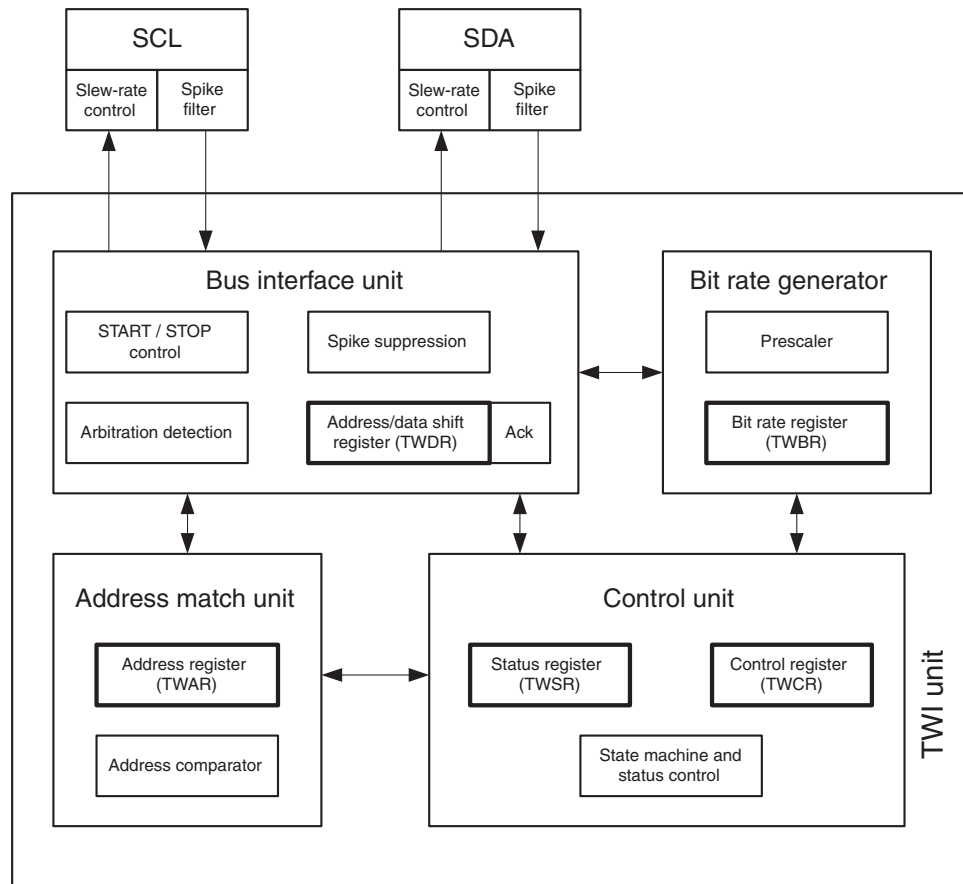 SCL
Slew-rate
control
Spike
filter
SDA
Slew-rate
control
Spike
filter
Bus interface unit
START / STOP
control
Spike suppression
Arbitration detection
Address/data shift
register (TWDR)
Ack
Bit rate generator
Prescaler
Bit rate register
(TWBR)
Address match unit
Address register
(TWAR)
Address comparator
Control unit
Status register
(TWSR)
Control register
(TWCR)
State machine and
status control
TWI unit